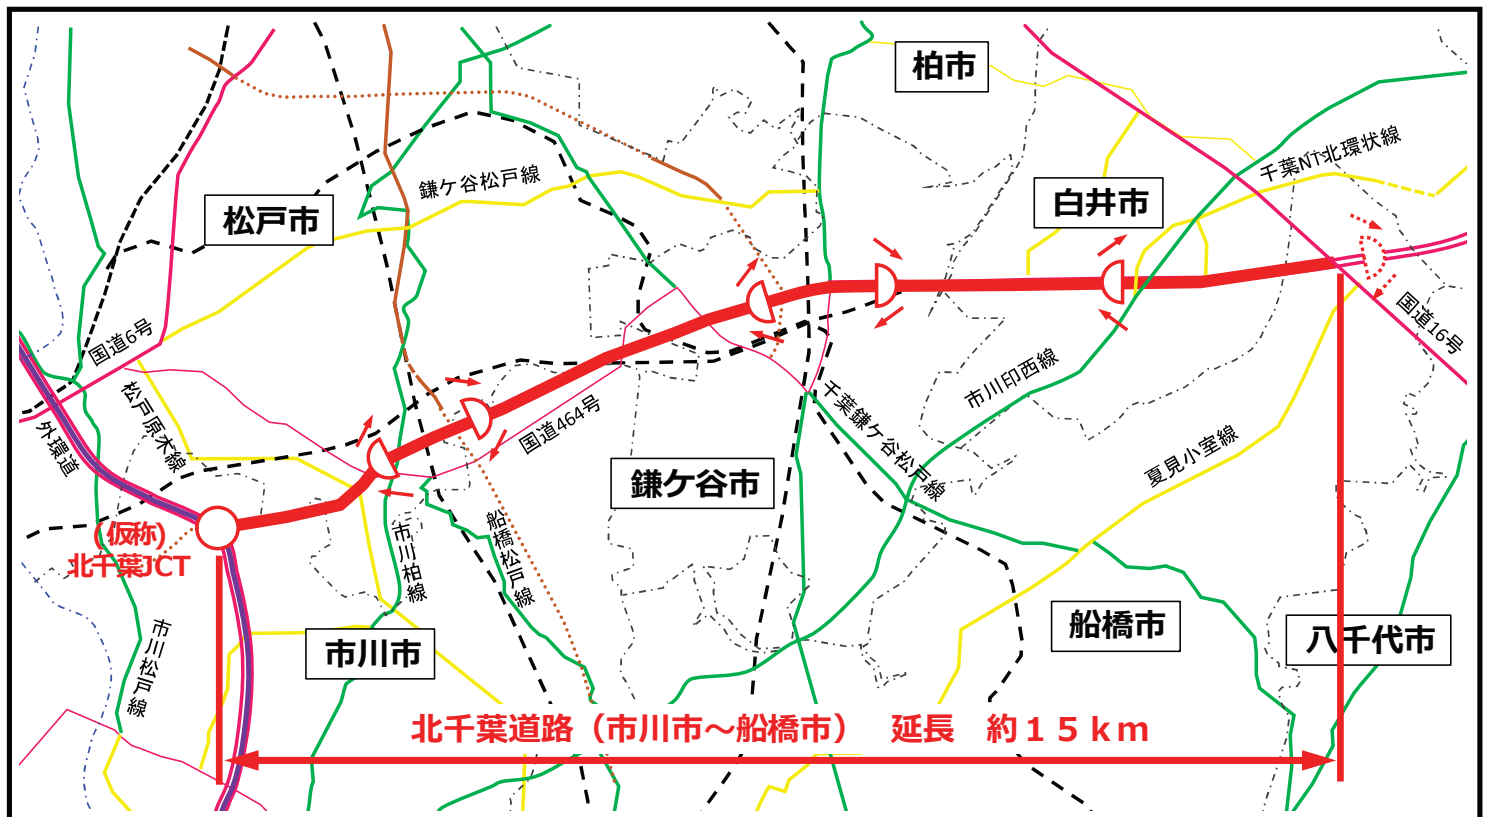 柏市
千葉NT北環状線
鎌ケ谷松戸線
白井市
松戸市
国道6号
国道16号
松戸原木線
外環道
国道464号
市川印西線
千葉鎌ケ谷松戸線
夏見小室線
鎌ケ谷市
(仮称)
北千葉JCT
市川柏線
船橋松戸線
船橋市
八千代市
市川市
市川松戸線
北千葉道路（市川市～船橋市）　延長　約１５ｋｍ